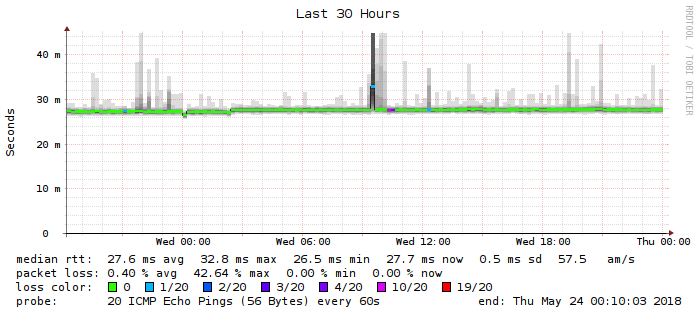 Last 30 Hours
RRDTOOL / TOBI OETIKER
Seconds
40 m
30 m
20 m
10 m
0
Wed 00:00 Wed 06:00 Wed 12:00 Wed 18:00 Thu 00:00
median rtt: 27.6 ms avg 32.8 ms max 26.5 ms min 27.7 ms now 0.5 ms sd 57.5 am/s
packet loss: 0.40 % avg 42.64 % max 0.00 % min 0.00 % now
loss color: 0 1/20 2/20 3/20 4/20 10/20 19/20
probe: 20 ICMP Echo Pings (56 Bytes) every 60s end: Thu May 24 00:10:03 2018